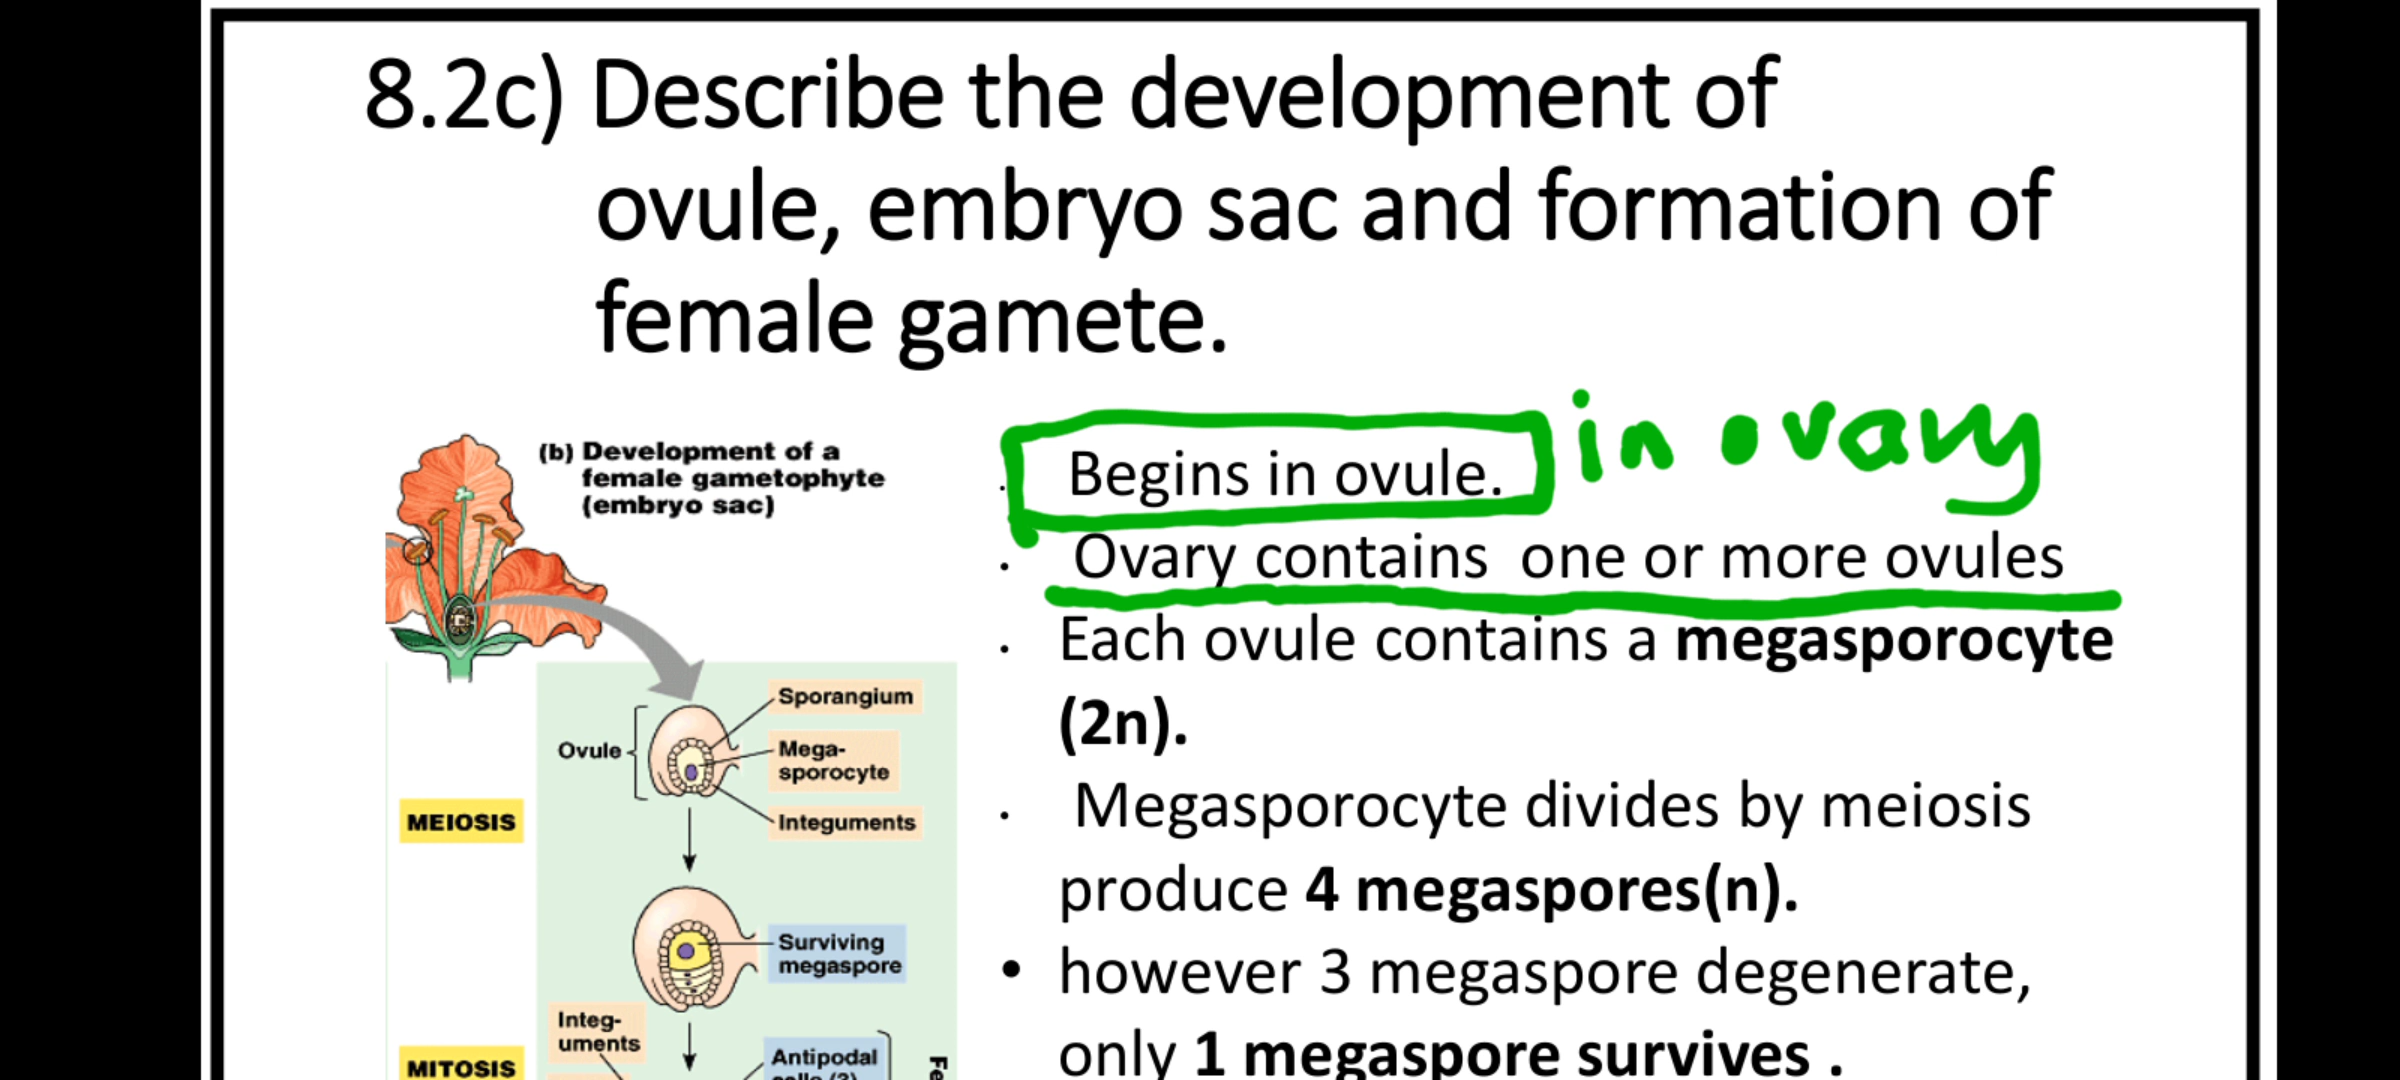 8.2c) Describe the development of
ovule, embryo sac and formation of
female gamete.
(b) Development of a
female gametophyte
(embryo sac)
Sporangium
Ovule
Mega-
sporocyte
MEIOSIS
Integuments
Surviving
megaspore
Integ-
uments
MITOSIS
Antipodal
cells (3)
Fe
· Begins in ovule. in ovary
· Ovary contains one or more ovules
· Each ovule contains a megasporocyte
(2n).
· Megasporocyte divides by meiosis
produce 4 megaspores(n).
• however 3 megaspore degenerate,
only 1 megaspore survives .